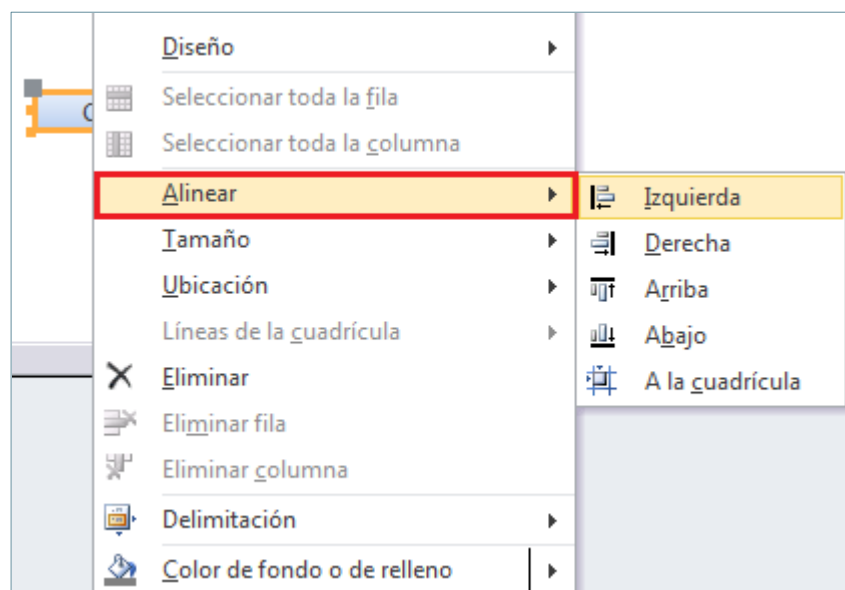 Diseño
Seleccionar toda la fila
Seleccionar toda la columna
Alinear
Tamaño
Ubicación
Líneas de la cuadrícula
Eliminar
Eliminar fila
Eliminar columna
Delimitación
Color de fondo o de relleno
Izquierda
Derecha
Arriba
Abajo
A la cuadrícula